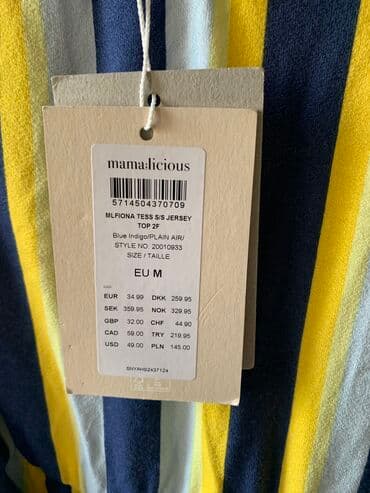 mama:licious
5714504370709
MLFIONA TESS S/S JERSEY
TOP 2F
Blue Indigo/PLAIN AIR/
STYLE NO: 20010933
SIZE / TAILLE
EU M
EUR 34.99 DKK 259.95
SEK 359.95 NOK 329.95
GBP 32.00 CHF 44.90
CAD 59.00 TRY 219.95
USD 49.00 PLN 145.00